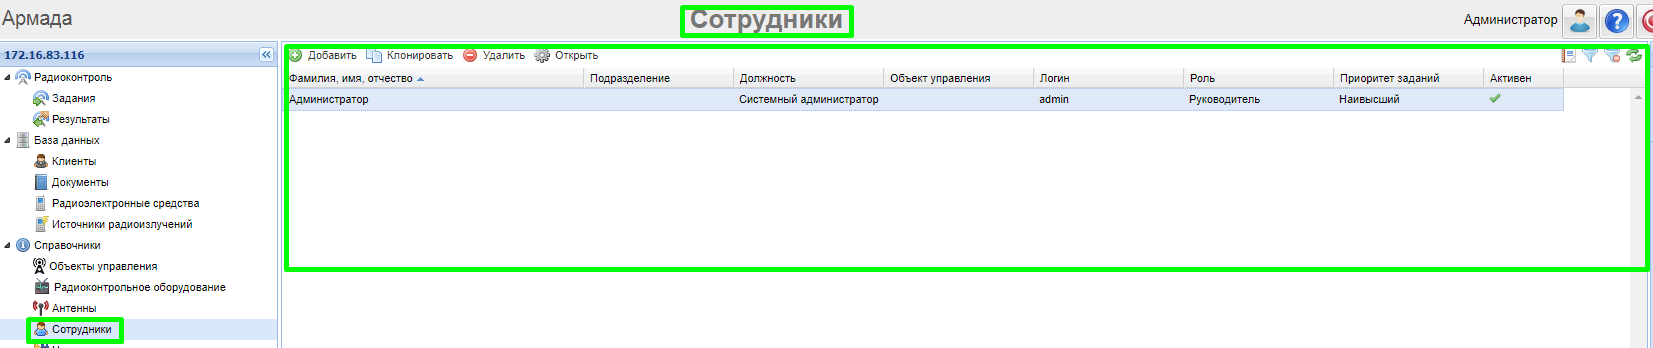 Армада
Сотрудники
Администратор
172.16.83.116
Радиоконтроль
Задания
Результаты
База данных
Клиенты
Документы
Радиоэлектронные средства
Источники радиоизлучений
Справочники
Объекты управления
Радиоконтрольное оборудование
Антенны
Сотрудники
Добавить Клонировать Удалить Открыть
Фамилия, имя, отчество Подразделение Должность Объект управления Логин Роль Приоритет заданий Активен
Администратор Системный администратор admin Руководитель Наивысший